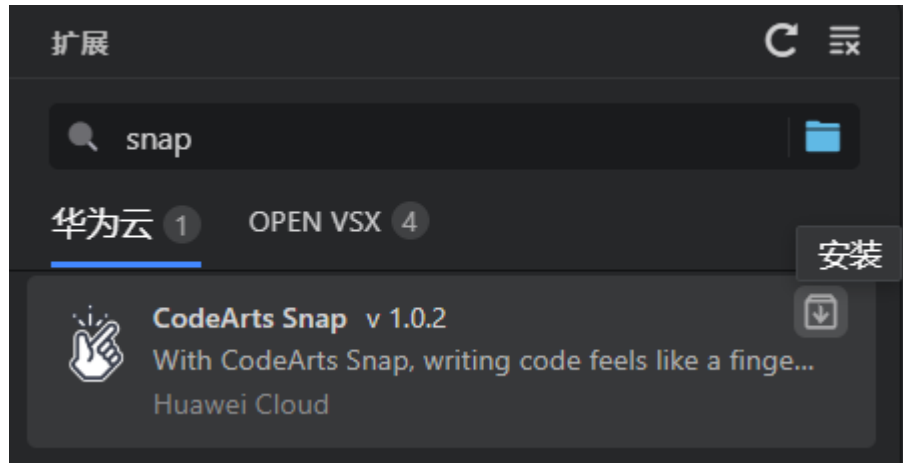 扩展
snap
华为云 1 OPEN VSX 4
安装
CodeArts Snap v 1.0.2
With CodeArts Snap, writing code feels like a finge...
Huawei Cloud